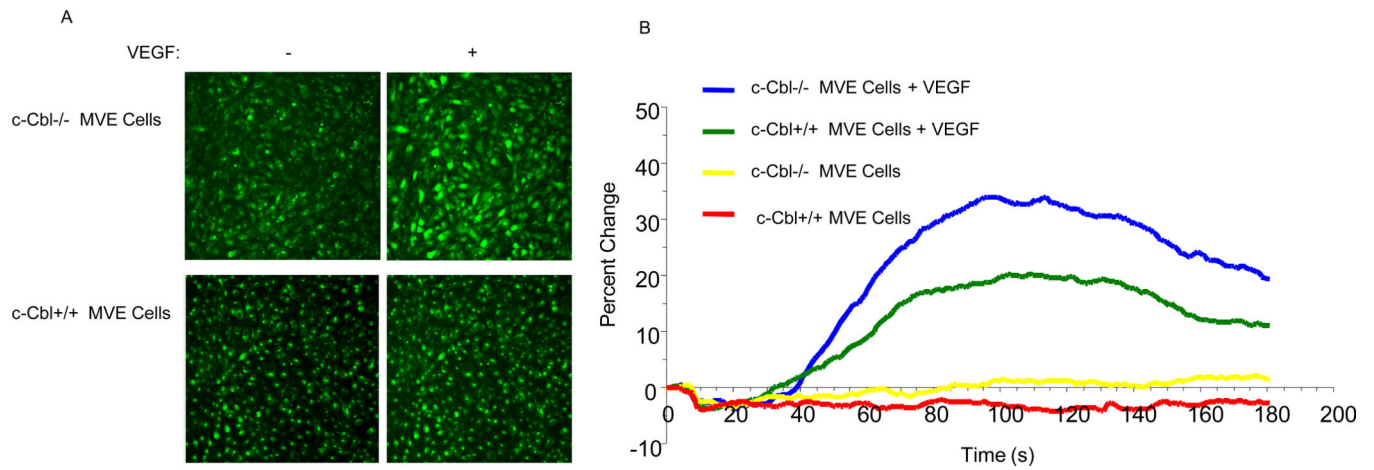 A
VEGF: - +
c-Cbl-/- MVE Cells
c-Cbl+/+ MVE Cells
B
c-Cbl-/- MVE Cells + VEGF
c-Cbl+/+ MVE Cells + VEGF
c-Cbl-/- MVE Cells
c-Cbl+/+ MVE Cells
Percent Change
50
40
30
20
10
0
-10
0 20 40 60 80 100 120 140 160 180 200
Time (s)